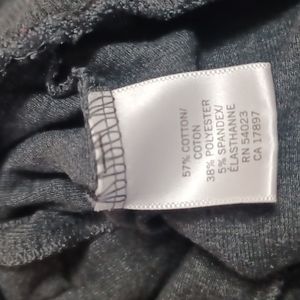 57% COTTON/
COTON
38% POLYESTER
5% SPANDEX/
ÉLASTHANNE
RN 54023
CA 17897